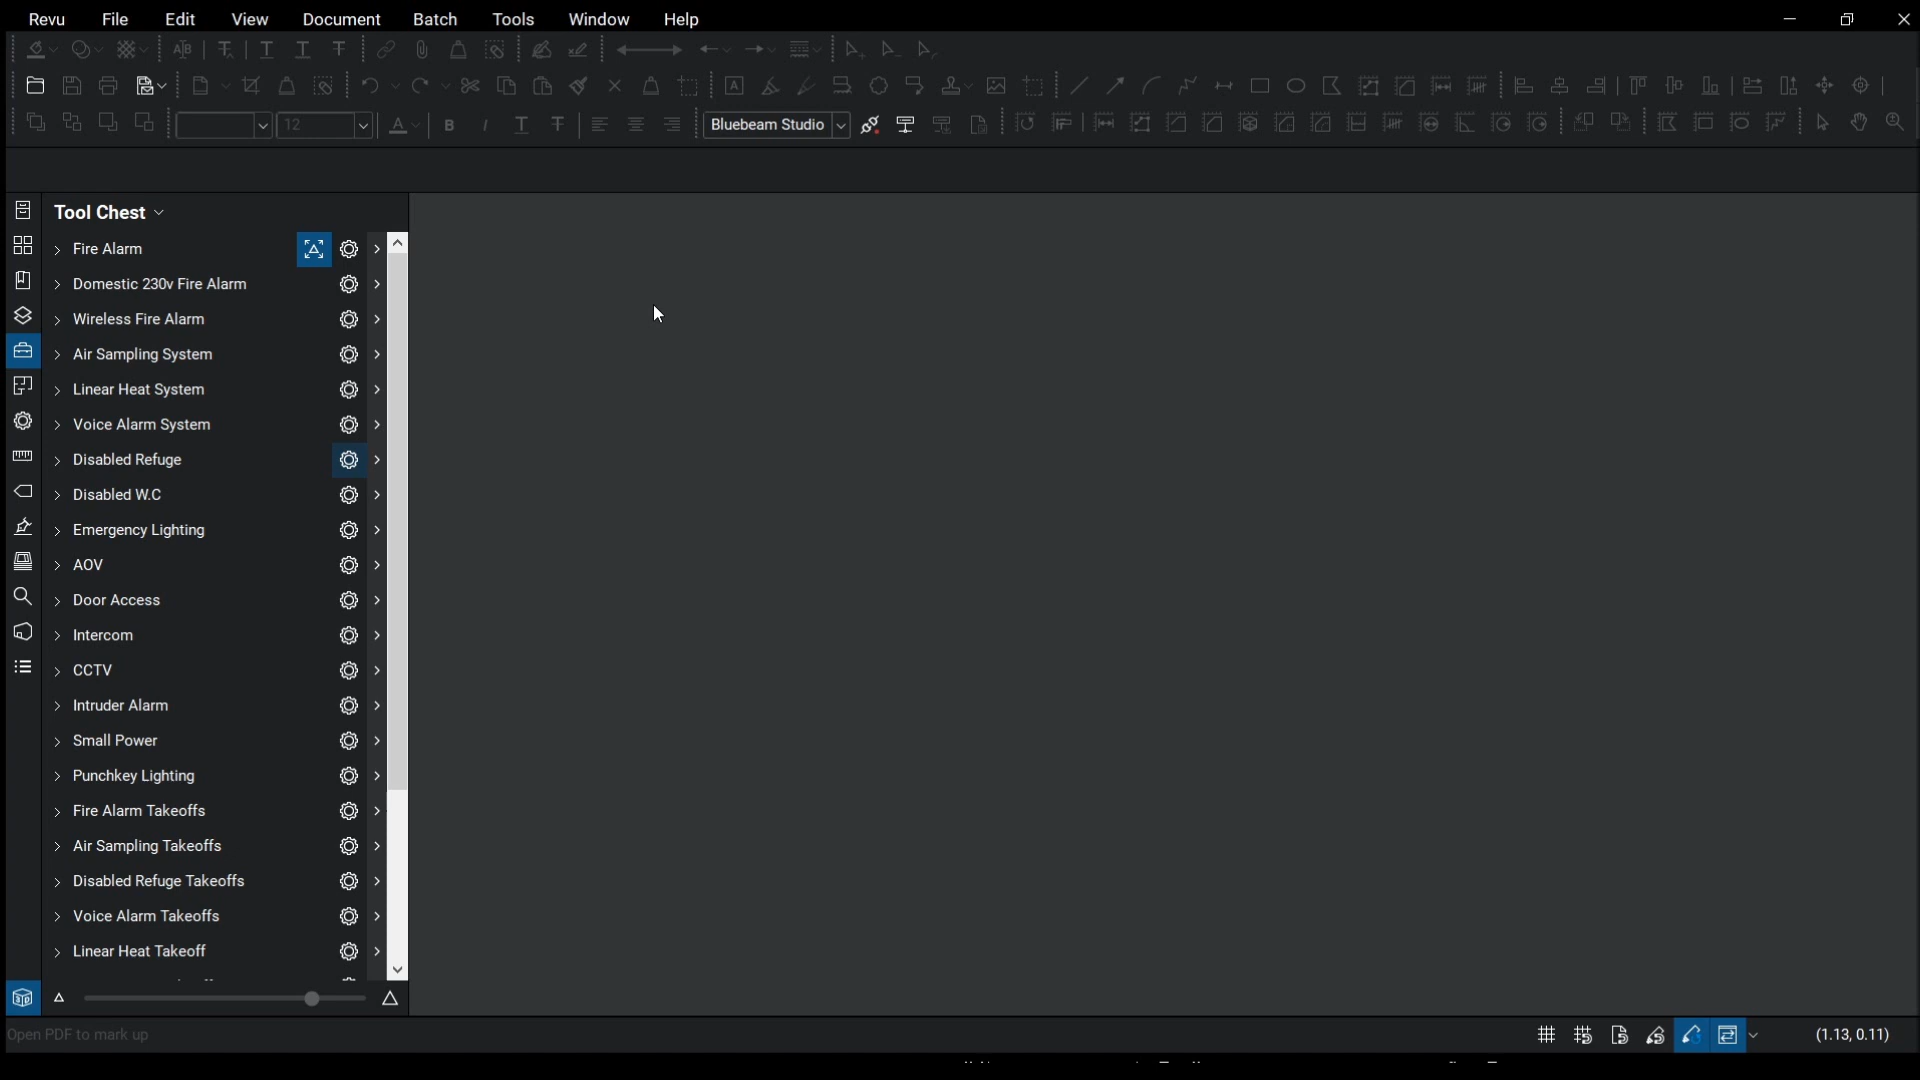 Revu File Edit View Document Batch Tools Window Help
12 Bluebeam Studio
Tool Chest
Fire Alarm
Domestic 230v Fire Alarm
Wireless Fire Alarm
Air Sampling System
Linear Heat System
Voice Alarm System
Disabled Refuge
Disabled W.C
Emergency Lighting
AOV
Door Access
Intercom
CCTV
Intruder Alarm
Small Power
Punchkey Lighting
Fire Alarm Takeoffs
Air Sampling Takeoffs
Disabled Refuge Takeoffs
Voice Alarm Takeoffs
Linear Heat Takeoff
Open PDF to mark up
(1.13, 0.11)